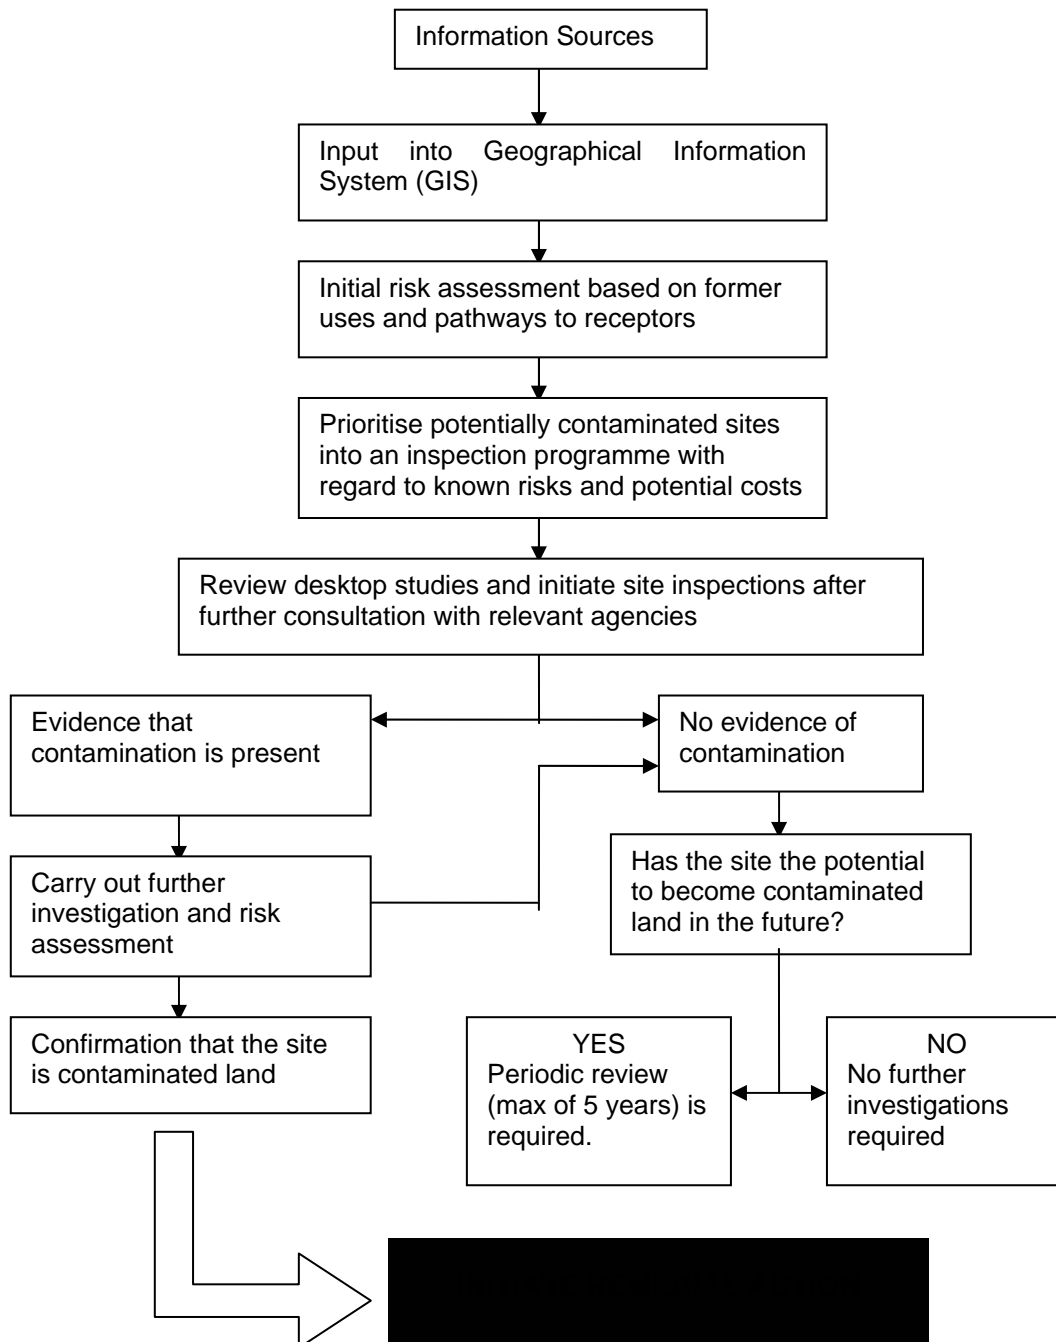 Information Sources
Input into Geographical Information
System (GIS)
Initial risk assessment based on former
uses and pathways to receptors
Prioritise potentially contaminated sites
into an inspection programme with
regard to known risks and potential costs
Review desktop studies and initiate site inspections after
further consultation with relevant agencies
Evidence that
contamination is present
No evidence of
contamination
Carry out further
investigation and risk
assessment
Has the site the potential
to become contaminated
land in the future?
Confirmation that the site
is contaminated land
YES
Periodic review
(max of 5 years) is
required.
NO
No further
investigations
required